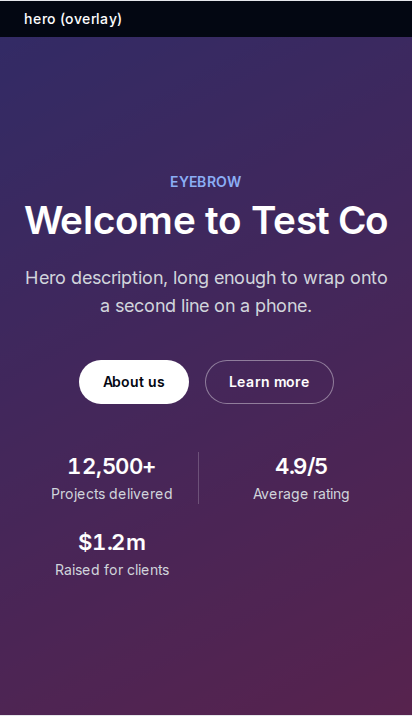 hero (overlay)
EYEBROW
Welcome to Test Co
Hero description, long enough to wrap onto
a second line on a phone.
About us
Learn more
12,500+
Projects delivered
4.9/5
Average rating
$1.2m
Raised for clients